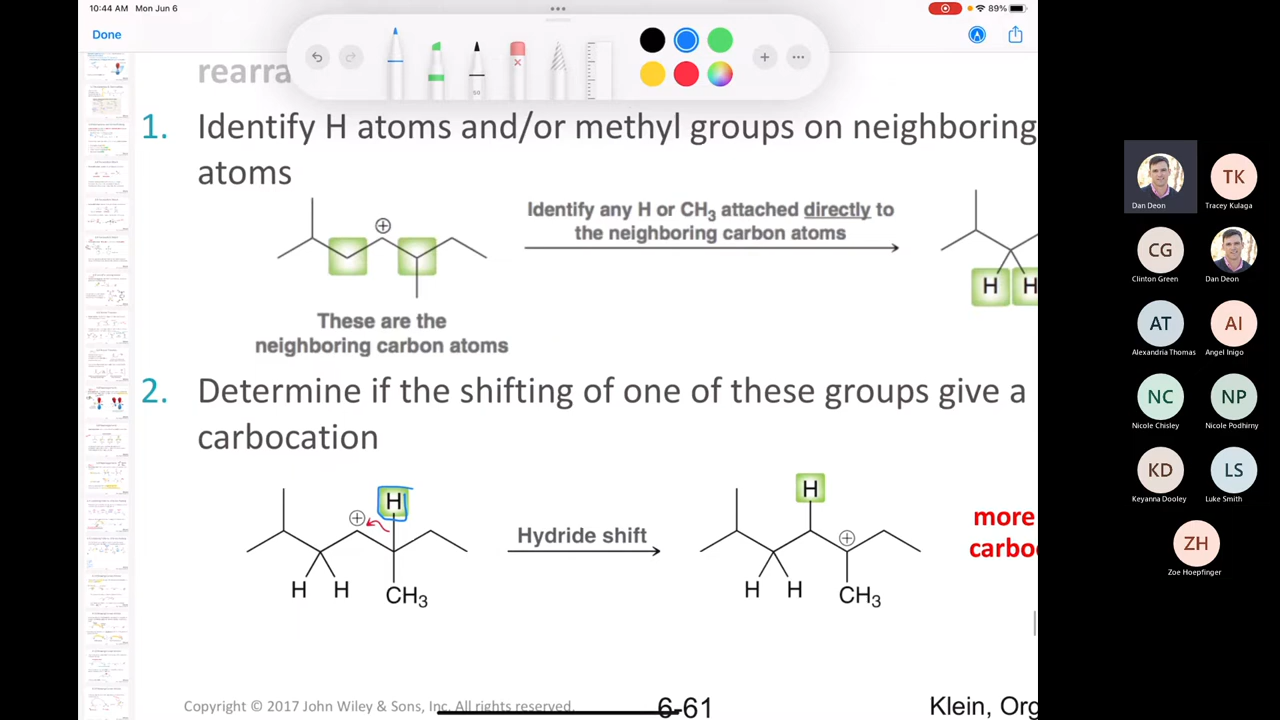 10:44 AM Mon Jun 6
89%
Done
rearra
1. Identify H atoms and/or methyl groups on neighboring
atoms
Identify any H or CH3 attached directly to
the neighboring carbon atoms
H H
These are the
neighboring carbon atoms
2. Determine if the shifting of one of these groups give a
carbocation
H
H H
CH3
Hydride shift
H
H H
CH3
more
carbo
Copyright © 2017 John Wiley & Sons, Inc. All rights reserved.
6-61
Klein, Org
Dan Deon
TK
Tracey Kulaga
CG
Clinton Green
Dan Deon
AT
Alexandria Thomas
AI
Angel Inigo
NC
Nicole Chisley
NP
Nicole Podhirny
KD
Keyanna Dooley
LS
Luke Smith
ZH
Zoe Hoepfinger